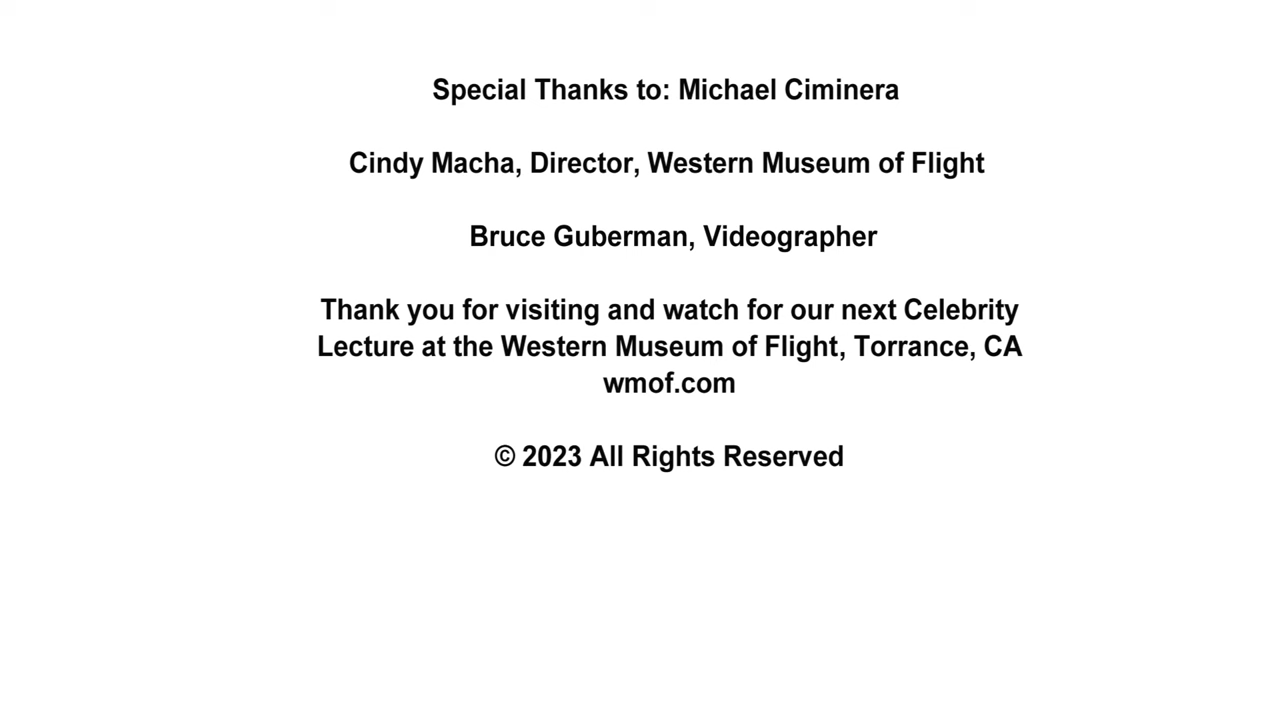 Special Thanks to: Michael Ciminera
Cindy Macha, Director, Western Museum of Flight
Bruce Guberman, Videographer
Thank you for visiting and watch for our next Celebrity
Lecture at the Western Museum of Flight, Torrance, CA
wmof.com
© 2023 All Rights Reserved